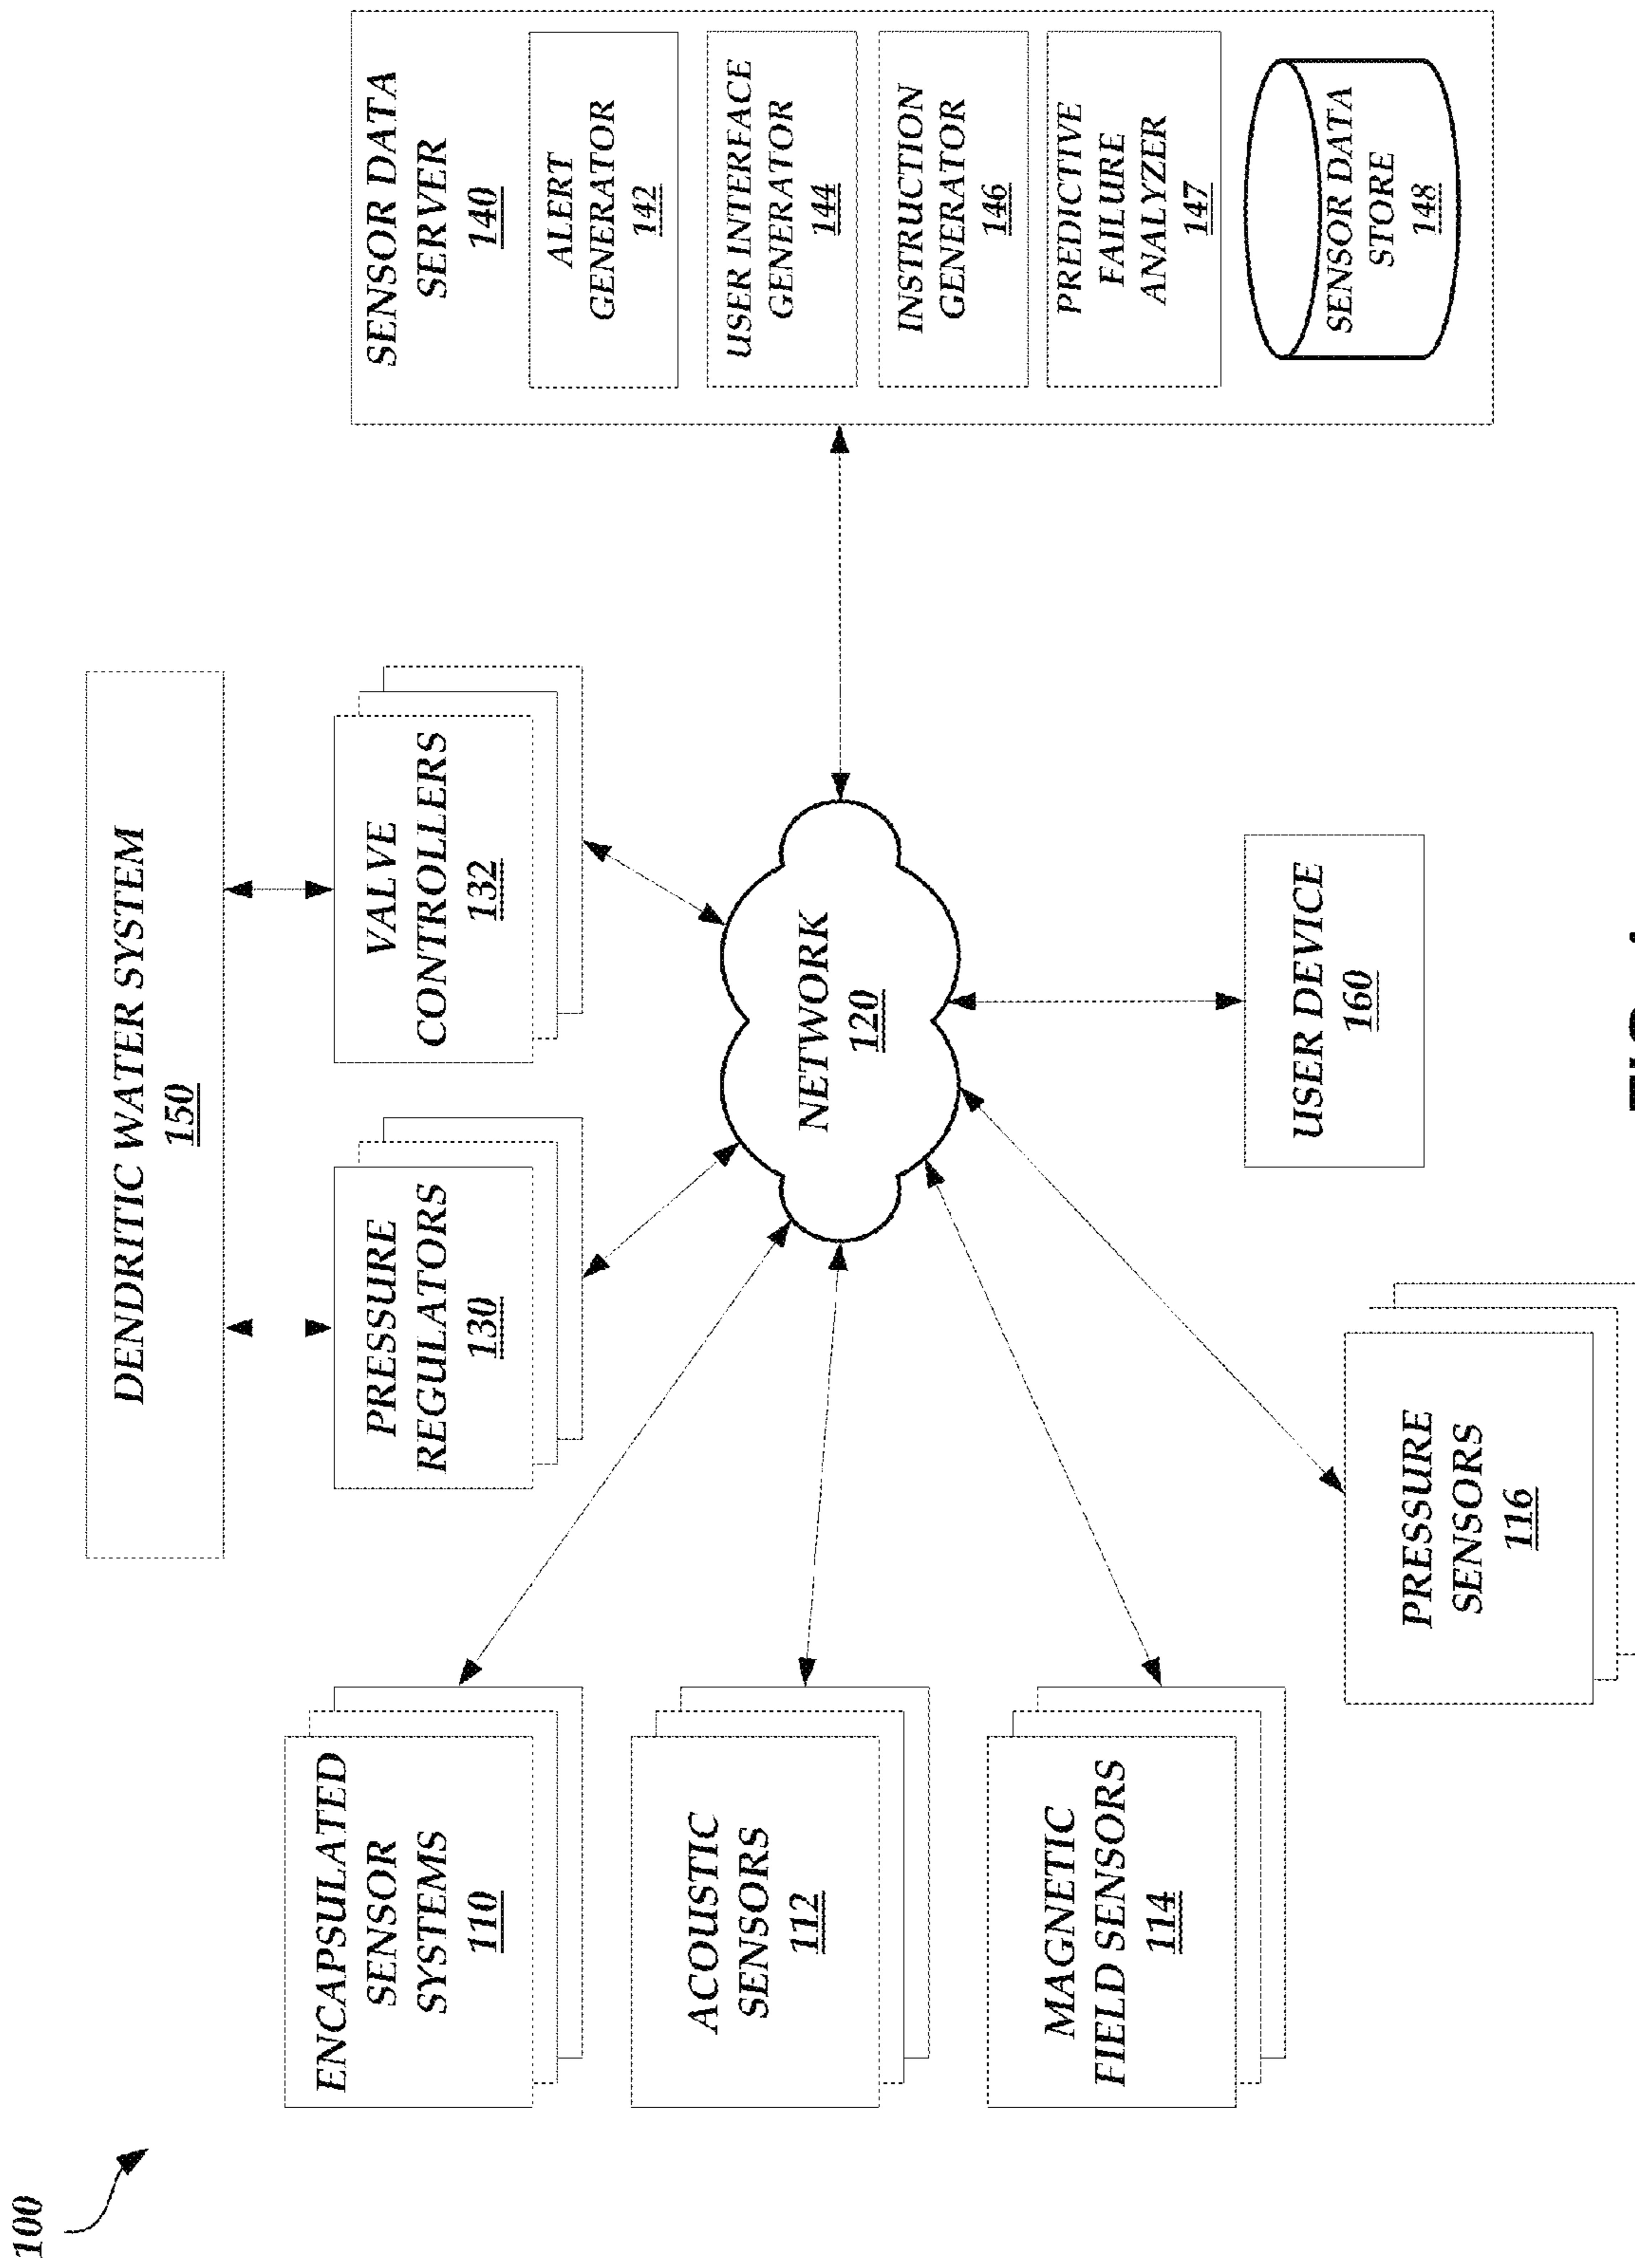 100
DENDRITIC WATER SYSTEM
150
PRESSURE
REGULATORS
130
VALVE
CONTROLLERS
132
ENCAPSULATED
SENSOR
SYSTEMS
110
ACOUSTIC
SENSORS
112
MAGNETIC
FIELD SENSORS
114
PRESSURE
SENSORS
116
NETWORK
120
USER DEVICE
160
SENSOR DATA
SERVER
140
ALERT
GENERATOR
142
USER INTERFACE
GENERATOR
144
INSTRUCTION
GENERATOR
146
PREDICTIVE
FAILURE
ANALYZER
147
SENSOR DATA
STORE
148